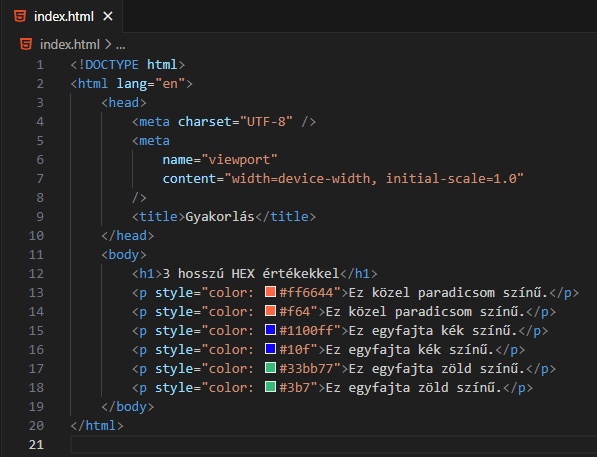 index.html ×
index.html > ...
1 <!DOCTYPE html>
2 <html lang="en">
3 <head>
4 <meta charset="UTF-8" />
5 <meta
6 name="viewport"
7 content="width=device-width, initial-scale=1.0"
8 />
9 <title>Gyakorlás</title>
10 </head>
11 <body>
12 <h1>3 hosszú HEX értékekkel</h1>
13 <p style="color: #ff6644">Ez közel paradicsom színű.</p>
14 <p style="color: #f64">Ez közel paradicsom színű.</p>
15 <p style="color: #1100ff">Ez egyfajta kék színű.</p>
16 <p style="color: #10f">Ez egyfajta kék színű.</p>
17 <p style="color: #33bb77">Ez egyfajta zöld színű.</p>
18 <p style="color: #3b7">Ez egyfajta zöld színű.</p>
19 </body>
20 </html>
21